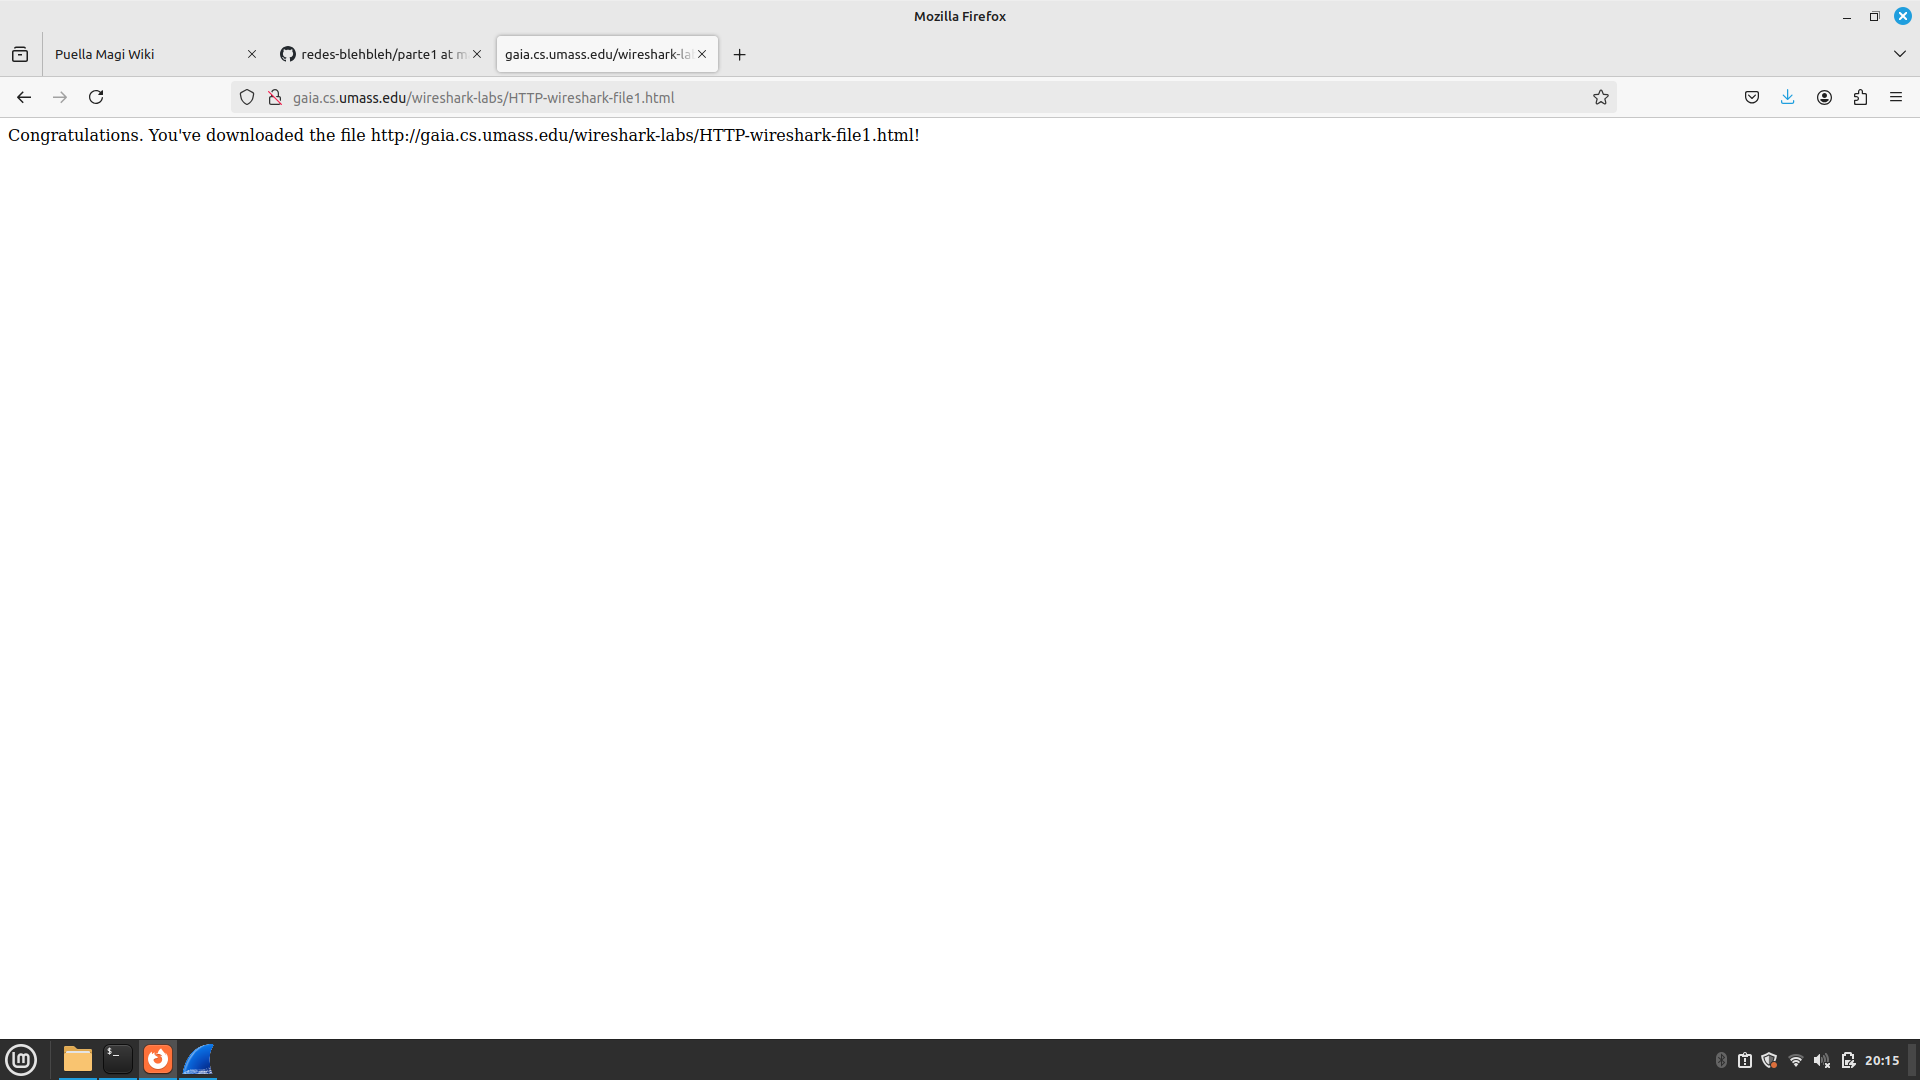 Mozilla Firefox
Puella Magi Wiki
redes-blehbleh/parte1 at m
gaia.cs.umass.edu/wireshark-la
gaia.cs.umass.edu/wireshark-labs/HTTP-wireshark-file1.html
Congratulations. You've downloaded the file http://gaia.cs.umass.edu/wireshark-labs/HTTP-wireshark-file1.html!
$_
lm
20:15